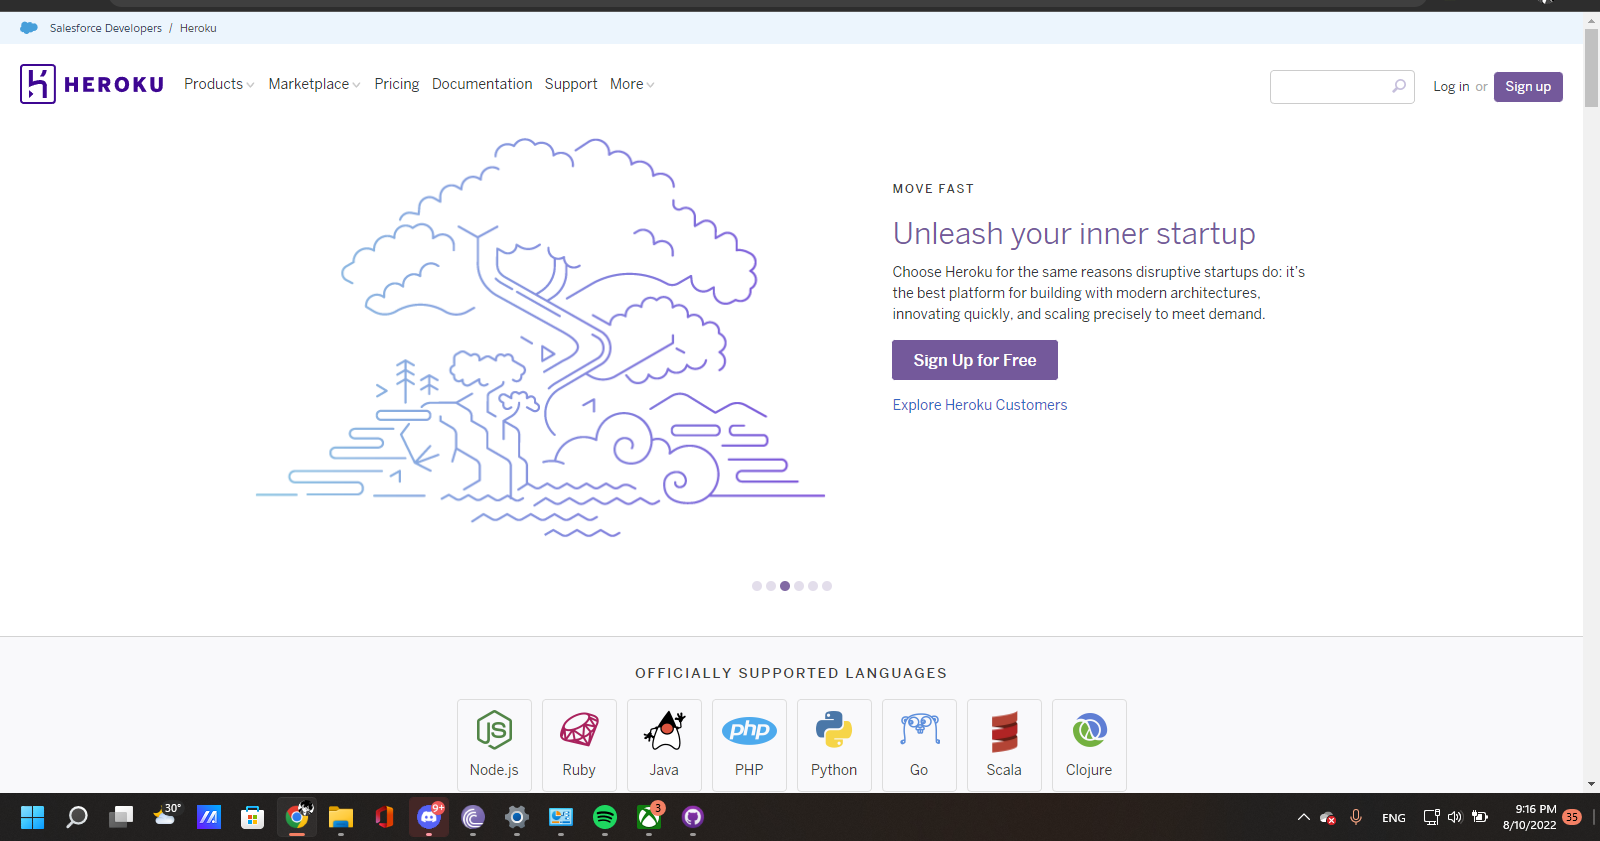 Salesforce Developers / Heroku
HEROKU Products Marketplace Pricing Documentation Support More Log in or Sign up
MOVE FAST
Unleash your inner startup
Choose Heroku for the same reasons disruptive startups do: it's
the best platform for building with modern architectures,
innovating quickly, and scaling precisely to meet demand.
Sign Up for Free
Explore Heroku Customers
OFFICIALLY SUPPORTED LANGUAGES
JS php
Node.js Ruby Java PHP Python Go Scala Clojure
30° 9+ 3 ENG 9:16 PM 35
8/10/2022